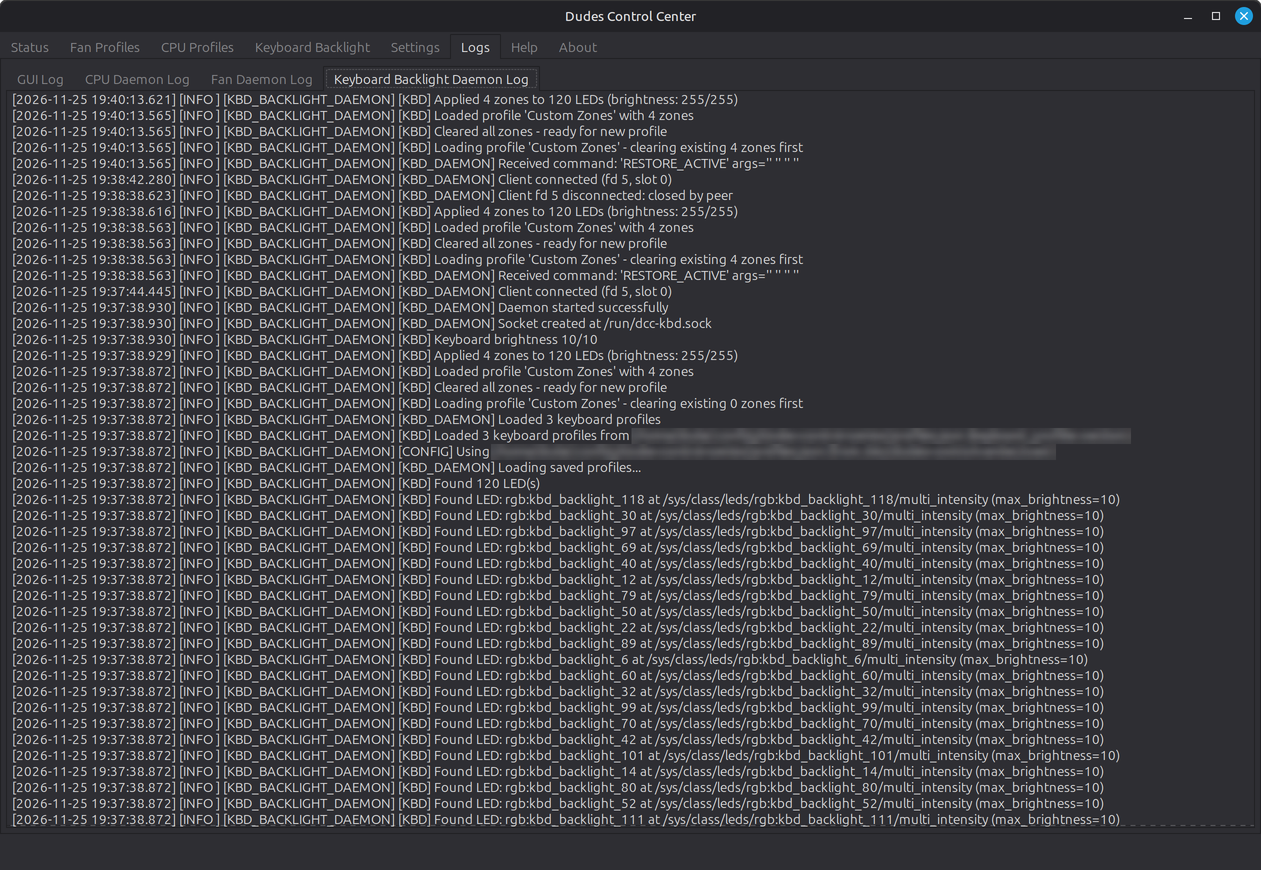 Dudes Control Center
Status Fan Profiles CPU Profiles Keyboard Backlight Settings Logs Help About
GUI Log CPU Daemon Log Fan Daemon Log Keyboard Backlight Daemon Log
[2026-11-25 19:40:13.621] [INFO ] [KBD_BACKLIGHT_DAEMON] [KBD] Applied 4 zones to 120 LEDs (brightness: 255/255)
[2026-11-25 19:40:13.565] [INFO ] [KBD_BACKLIGHT_DAEMON] [KBD] Loaded profile 'Custom Zones' with 4 zones
[2026-11-25 19:40:13.565] [INFO ] [KBD_BACKLIGHT_DAEMON] [KBD] Cleared all zones - ready for new profile
[2026-11-25 19:40:13.565] [INFO ] [KBD_BACKLIGHT_DAEMON] [KBD] Loading profile 'Custom Zones' - clearing existing 4 zones first
[2026-11-25 19:40:13.565] [INFO ] [KBD_BACKLIGHT_DAEMON] [KBD_DAEMON] Received command: 'RESTORE_ACTIVE' args='' '' '' ''
[2026-11-25 19:38:42.280] [INFO ] [KBD_BACKLIGHT_DAEMON] [KBD_DAEMON] Client connected (fd 5, slot 0)
[2026-11-25 19:38:38.623] [INFO ] [KBD_BACKLIGHT_DAEMON] [KBD_DAEMON] Client fd 5 disconnected: closed by peer
[2026-11-25 19:38:38.616] [INFO ] [KBD_BACKLIGHT_DAEMON] [KBD] Applied 4 zones to 120 LEDs (brightness: 255/255)
[2026-11-25 19:38:38.563] [INFO ] [KBD_BACKLIGHT_DAEMON] [KBD] Loaded profile 'Custom Zones' with 4 zones
[2026-11-25 19:38:38.563] [INFO ] [KBD_BACKLIGHT_DAEMON] [KBD] Cleared all zones - ready for new profile
[2026-11-25 19:38:38.563] [INFO ] [KBD_BACKLIGHT_DAEMON] [KBD] Loading profile 'Custom Zones' - clearing existing 4 zones first
[2026-11-25 19:38:38.563] [INFO ] [KBD_BACKLIGHT_DAEMON] [KBD_DAEMON] Received command: 'RESTORE_ACTIVE' args='' '' '' ''
[2026-11-25 19:37:44.445] [INFO ] [KBD_BACKLIGHT_DAEMON] [KBD_DAEMON] Client connected (fd 5, slot 0)
[2026-11-25 19:37:38.930] [INFO ] [KBD_BACKLIGHT_DAEMON] [KBD_DAEMON] Daemon started successfully
[2026-11-25 19:37:38.930] [INFO ] [KBD_BACKLIGHT_DAEMON] [KBD_DAEMON] Socket created at /run/dcc-kbd.sock
[2026-11-25 19:37:38.930] [INFO ] [KBD_BACKLIGHT_DAEMON] [KBD] Keyboard brightness 10/10
[2026-11-25 19:37:38.929] [INFO ] [KBD_BACKLIGHT_DAEMON] [KBD] Applied 4 zones to 120 LEDs (brightness: 255/255)
[2026-11-25 19:37:38.872] [INFO ] [KBD_BACKLIGHT_DAEMON] [KBD] Loaded profile 'Custom Zones' with 4 zones
[2026-11-25 19:37:38.872] [INFO ] [KBD_BACKLIGHT_DAEMON] [KBD] Cleared all zones - ready for new profile
[2026-11-25 19:37:38.872] [INFO ] [KBD_BACKLIGHT_DAEMON] [KBD] Loading profile 'Custom Zones' - clearing existing 0 zones first
[2026-11-25 19:37:38.872] [INFO ] [KBD_BACKLIGHT_DAEMON] [KBD_DAEMON] Loaded 3 keyboard profiles
[2026-11-25 19:37:38.872] [INFO ] [KBD_BACKLIGHT_DAEMON] [KBD] Loaded 3 keyboard profiles from
[2026-11-25 19:37:38.872] [INFO ] [KBD_BACKLIGHT_DAEMON] [CONFIG] Using
[2026-11-25 19:37:38.872] [INFO ] [KBD_BACKLIGHT_DAEMON] [KBD_DAEMON] Loading saved profiles...
[2026-11-25 19:37:38.872] [INFO ] [KBD_BACKLIGHT_DAEMON] [KBD] Found 120 LED(s)
[2026-11-25 19:37:38.872] [INFO ] [KBD_BACKLIGHT_DAEMON] [KBD] Found LED: rgb:kbd_backlight_118 at /sys/class/leds/rgb:kbd_backlight_118/multi_intensity (max_brightness=10)
[2026-11-25 19:37:38.872] [INFO ] [KBD_BACKLIGHT_DAEMON] [KBD] Found LED: rgb:kbd_backlight_30 at /sys/class/leds/rgb:kbd_backlight_30/multi_intensity (max_brightness=10)
[2026-11-25 19:37:38.872] [INFO ] [KBD_BACKLIGHT_DAEMON] [KBD] Found LED: rgb:kbd_backlight_97 at /sys/class/leds/rgb:kbd_backlight_97/multi_intensity (max_brightness=10)
[2026-11-25 19:37:38.872] [INFO ] [KBD_BACKLIGHT_DAEMON] [KBD] Found LED: rgb:kbd_backlight_69 at /sys/class/leds/rgb:kbd_backlight_69/multi_intensity (max_brightness=10)
[2026-11-25 19:37:38.872] [INFO ] [KBD_BACKLIGHT_DAEMON] [KBD] Found LED: rgb:kbd_backlight_40 at /sys/class/leds/rgb:kbd_backlight_40/multi_intensity (max_brightness=10)
[2026-11-25 19:37:38.872] [INFO ] [KBD_BACKLIGHT_DAEMON] [KBD] Found LED: rgb:kbd_backlight_12 at /sys/class/leds/rgb:kbd_backlight_12/multi_intensity (max_brightness=10)
[2026-11-25 19:37:38.872] [INFO ] [KBD_BACKLIGHT_DAEMON] [KBD] Found LED: rgb:kbd_backlight_79 at /sys/class/leds/rgb:kbd_backlight_79/multi_intensity (max_brightness=10)
[2026-11-25 19:37:38.872] [INFO ] [KBD_BACKLIGHT_DAEMON] [KBD] Found LED: rgb:kbd_backlight_50 at /sys/class/leds/rgb:kbd_backlight_50/multi_intensity (max_brightness=10)
[2026-11-25 19:37:38.872] [INFO ] [KBD_BACKLIGHT_DAEMON] [KBD] Found LED: rgb:kbd_backlight_22 at /sys/class/leds/rgb:kbd_backlight_22/multi_intensity (max_brightness=10)
[2026-11-25 19:37:38.872] [INFO ] [KBD_BACKLIGHT_DAEMON] [KBD] Found LED: rgb:kbd_backlight_89 at /sys/class/leds/rgb:kbd_backlight_89/multi_intensity (max_brightness=10)
[2026-11-25 19:37:38.872] [INFO ] [KBD_BACKLIGHT_DAEMON] [KBD] Found LED: rgb:kbd_backlight_6 at /sys/class/leds/rgb:kbd_backlight_6/multi_intensity (max_brightness=10)
[2026-11-25 19:37:38.872] [INFO ] [KBD_BACKLIGHT_DAEMON] [KBD] Found LED: rgb:kbd_backlight_60 at /sys/class/leds/rgb:kbd_backlight_60/multi_intensity (max_brightness=10)
[2026-11-25 19:37:38.872] [INFO ] [KBD_BACKLIGHT_DAEMON] [KBD] Found LED: rgb:kbd_backlight_32 at /sys/class/leds/rgb:kbd_backlight_32/multi_intensity (max_brightness=10)
[2026-11-25 19:37:38.872] [INFO ] [KBD_BACKLIGHT_DAEMON] [KBD] Found LED: rgb:kbd_backlight_99 at /sys/class/leds/rgb:kbd_backlight_99/multi_intensity (max_brightness=10)
[2026-11-25 19:37:38.872] [INFO ] [KBD_BACKLIGHT_DAEMON] [KBD] Found LED: rgb:kbd_backlight_70 at /sys/class/leds/rgb:kbd_backlight_70/multi_intensity (max_brightness=10)
[2026-11-25 19:37:38.872] [INFO ] [KBD_BACKLIGHT_DAEMON] [KBD] Found LED: rgb:kbd_backlight_42 at /sys/class/leds/rgb:kbd_backlight_42/multi_intensity (max_brightness=10)
[2026-11-25 19:37:38.872] [INFO ] [KBD_BACKLIGHT_DAEMON] [KBD] Found LED: rgb:kbd_backlight_101 at /sys/class/leds/rgb:kbd_backlight_101/multi_intensity (max_brightness=10)
[2026-11-25 19:37:38.872] [INFO ] [KBD_BACKLIGHT_DAEMON] [KBD] Found LED: rgb:kbd_backlight_14 at /sys/class/leds/rgb:kbd_backlight_14/multi_intensity (max_brightness=10)
[2026-11-25 19:37:38.872] [INFO ] [KBD_BACKLIGHT_DAEMON] [KBD] Found LED: rgb:kbd_backlight_80 at /sys/class/leds/rgb:kbd_backlight_80/multi_intensity (max_brightness=10)
[2026-11-25 19:37:38.872] [INFO ] [KBD_BACKLIGHT_DAEMON] [KBD] Found LED: rgb:kbd_backlight_52 at /sys/class/leds/rgb:kbd_backlight_52/multi_intensity (max_brightness=10)
[2026-11-25 19:37:38.872] [INFO ] [KBD_BACKLIGHT_DAEMON] [KBD] Found LED: rgb:kbd_backlight_111 at /sys/class/leds/rgb:kbd_backlight_111/multi_intensity (max_brightness=10)